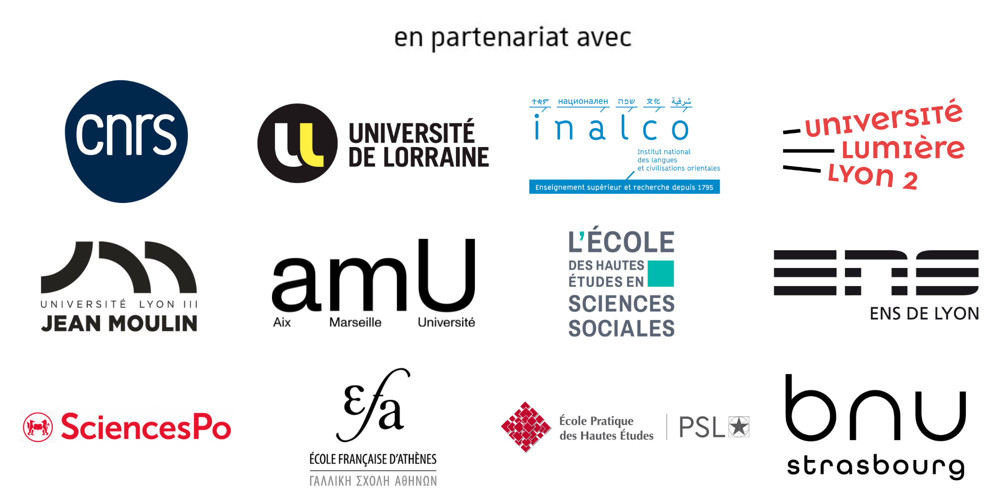 en partenariat avec
cnrs
UNIVERSITÉ
DE LORRAINE
ተቋም национален שפה 文化 شرقية
inalco
Institut national
des langues
et civilisations orientales
Enseignement supérieur et recherche depuis 1795
université
Lumière
Lyon 2
UNIVERSITÉ LYON III
JEAN MOULIN
amU
Aix Marseille Université
L'ÉCOLE
DES HAUTES
ÉTUDES EN
SCIENCES
SOCIALES
ens
ENS DE LYON
SciencesPo
εfa
ÉCOLE FRANÇAISE D'ATHÈNES
ΓΑΛΛΙΚΗ ΣΧΟΛΗ ΑΘΗΝΩΝ
École Pratique
des Hautes Études
PSL
bnu
strasbourg